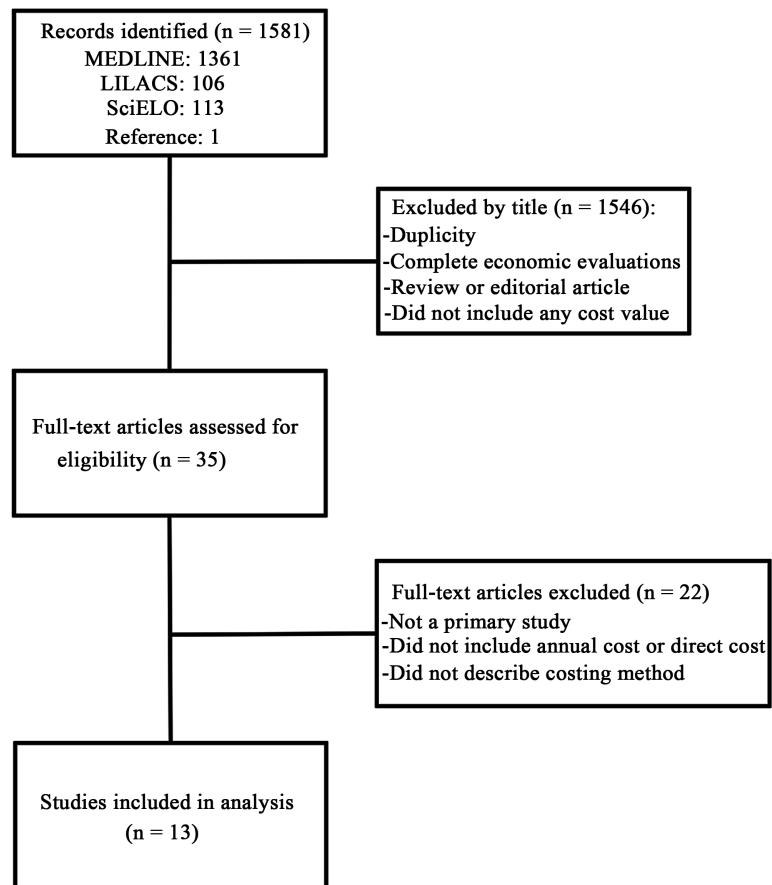 Records identified (n = 1581)
MEDLINE: 1361
LILACS: 106
SciELO: 113
Reference: 1
Excluded by title (n = 1546):
-Duplicity
-Complete economic evaluations
-Review or editorial article
-Did not include any cost value
Full-text articles assessed for
eligibility (n = 35)
Full-text articles excluded (n = 22)
-Not a primary study
-Did not include annual cost or direct cost
-Did not describe costing method
Studies included in analysis
(n = 13)